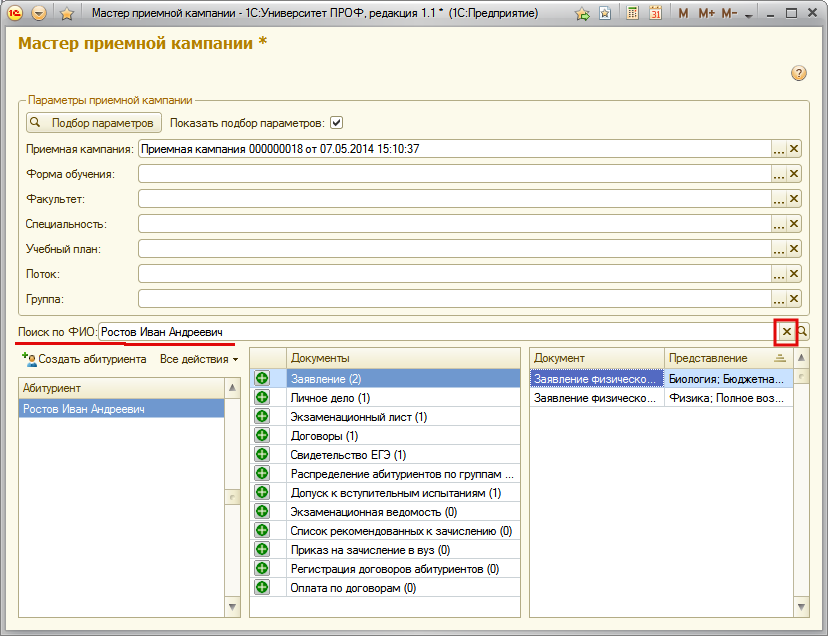 Мастер приемной кампании - 1С:Университет ПРОФ, редакция 1.1 * (1С:Предприятие)
31 M M+ M-
Мастер приемной кампании *
?
Параметры приемной кампании
Подбор параметров Показать подбор параметров:
Приемная кампания: Приемная кампания 000000018 от 07.05.2014 15:10:37 ...
Форма обучения: ...
Факультет: ...
Специальность: ...
Учебный план: ...
Поток: ...
Группа: ...
Поиск по ФИО: Ростов Иван Андреевич
Создать абитуриента Все действия
Абитуриент
Ростов Иван Андреевич
Документы
Заявление (2)
Личное дело (1)
Экзаменационный лист (1)
Договоры (1)
Свидетельство ЕГЭ (1)
Распределение абитуриентов по группам ...
Допуск к вступительным испытаниям (1)
Экзаменационная ведомость (0)
Список рекомендованных к зачислению (0)
Приказ на зачисление в вуз (0)
Регистрация договоров абитуриентов (0)
Оплата по договорам (0)
Документ Представление
Заявление физическо... Биология; Бюджетна...
Заявление физическо... Физика; Полное воз...